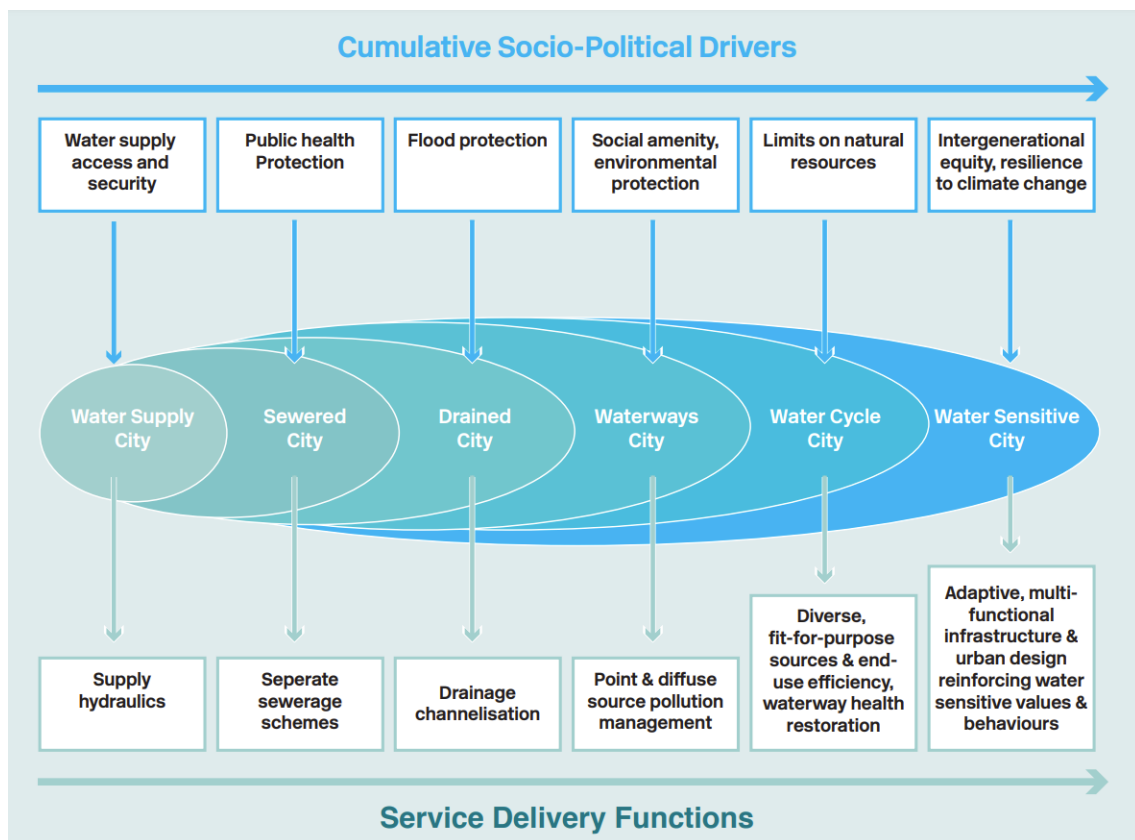 Cumulative Socio-Political Drivers
Water supply
access and
security
Public health
Protection
Flood protection
Social amenity,
environmental
protection
Limits on natural
resources
Intergenerational
equity, resilience
to climate change
Water Supply
City
Sewered
City
Drained
City
Waterways
City
Water Cycle
City
Water Sensitive
City
Supply
hydraulics
Seperate
sewerage
schemes
Drainage
channelisation
Point & diffuse
source pollution
management
Diverse,
fit-for-purpose
sources & end-
use efficiency,
waterway health
restoration
Adaptive, multi-
functional
infrastructure &
urban design
reinforcing water
sensitive values &
behaviours
Service Delivery Functions